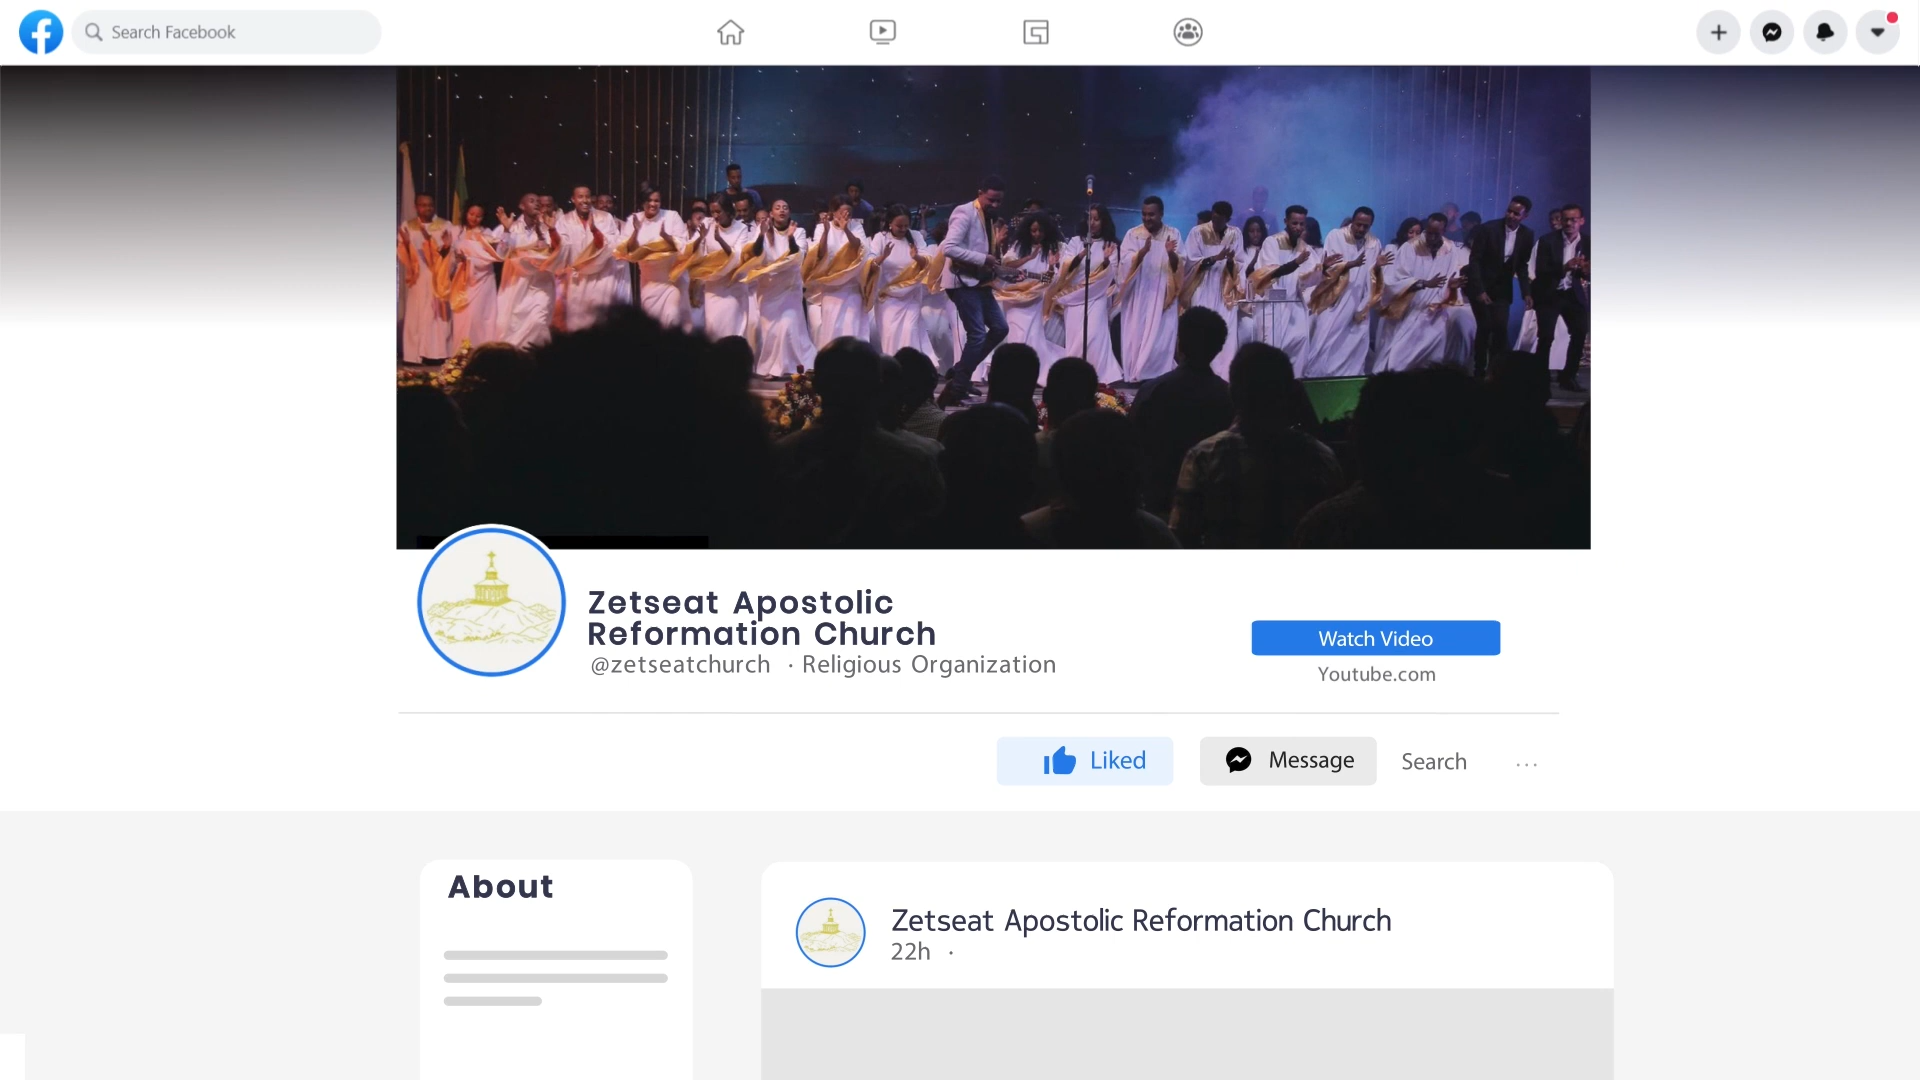 Search Facebook
Zetseat Apostolic
Reformation Church
@zetseatchurch · Religious Organization
Watch Video
Youtube.com
Liked
Message
Search
...
About
Zetseat Apostolic Reformation Church
22h ·